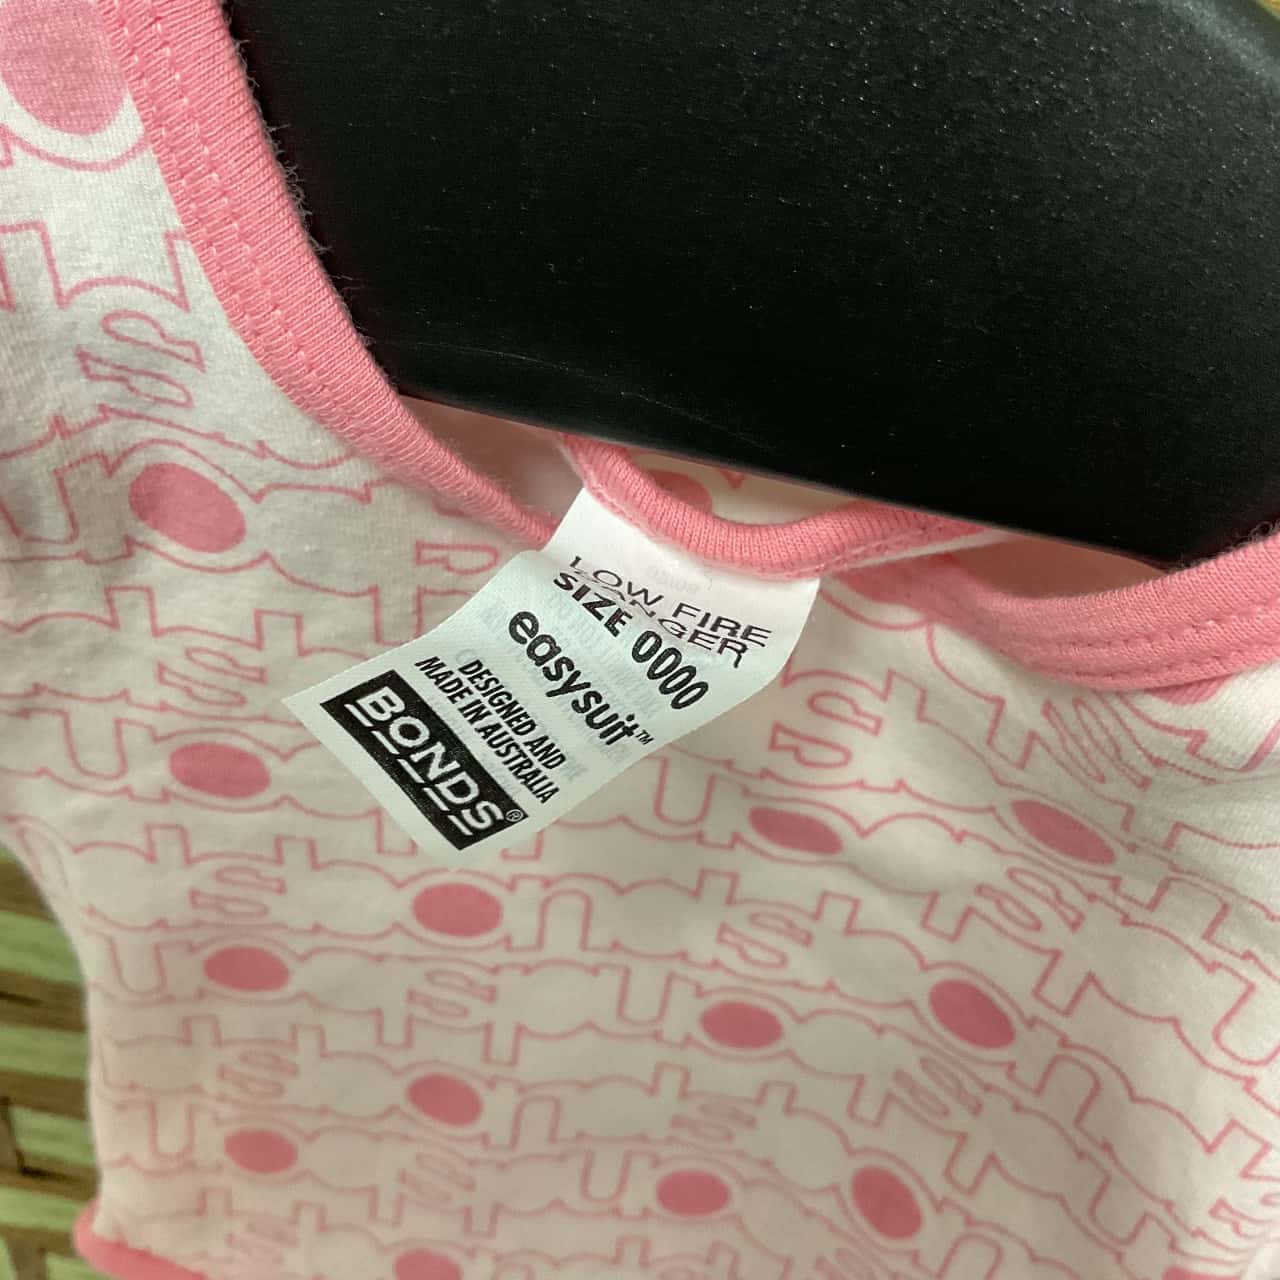 LOW FIRE
DANGER
SIZE 0000
easysuit™
DESIGNED AND
MADE IN AUSTRALIA
BONDS®